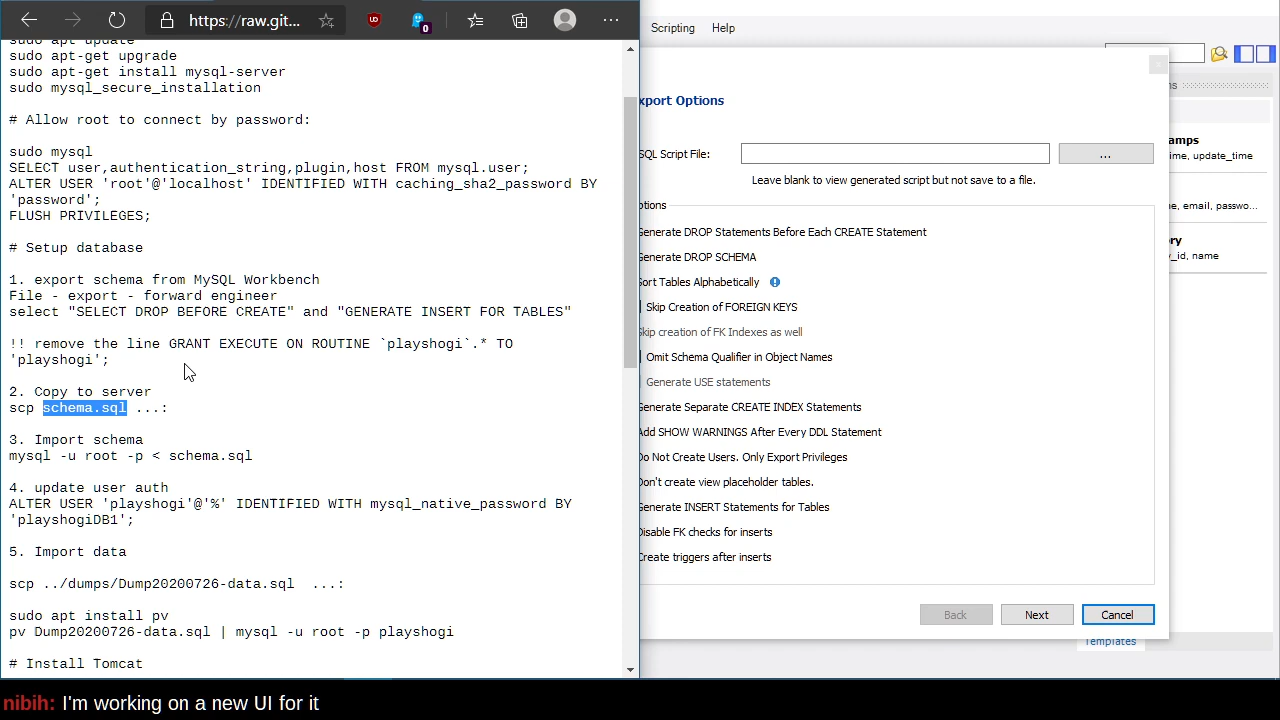 https://raw.git...
0
sudo apt update
sudo apt-get upgrade
sudo apt-get install mysql-server
sudo mysql_secure_installation
# Allow root to connect by password:
sudo mysql
SELECT user,authentication_string,plugin,host FROM mysql.user;
ALTER USER 'root'@'localhost' IDENTIFIED WITH caching_sha2_password BY
'password';
FLUSH PRIVILEGES;
# Setup database
1. export schema from MySQL Workbench
File - export - forward engineer
select "SELECT DROP BEFORE CREATE" and "GENERATE INSERT FOR TABLES"
!! remove the line GRANT EXECUTE ON ROUTINE `playshogi`.* TO
'playshogi';
2. Copy to server
scp schema.sql ...:
3. Import schema
mysql -u root -p < schema.sql
4. update user auth
ALTER USER 'playshogi'@'%' IDENTIFIED WITH mysql_native_password BY
'playshogiDB1';
5. Import data
scp ../dumps/Dump20200726-data.sql ...:
sudo apt install pv
pv Dump20200726-data.sql | mysql -u root -p playshogi
# Install Tomcat
Scripting Help
xport Options
SQL Script File: ...
Leave blank to view generated script but not save to a file.
ptions
Generate DROP Statements Before Each CREATE Statement
Generate DROP SCHEMA
Sort Tables Alphabetically
Skip Creation of FOREIGN KEYS
Skip creation of FK Indexes as well
Omit Schema Qualifier in Object Names
Generate USE statements
Generate Separate CREATE INDEX Statements
Add SHOW WARNINGS After Every DDL Statement
Do Not Create Users. Only Export Privileges
Don't create view placeholder tables.
Generate INSERT Statements for Tables
Disable FK checks for inserts
Create triggers after inserts
Back Next Cancel
ns
amps
ime, update_time
e, email, passwo...
ry
_id, name
Templates
nibih: I'm working on a new UI for it